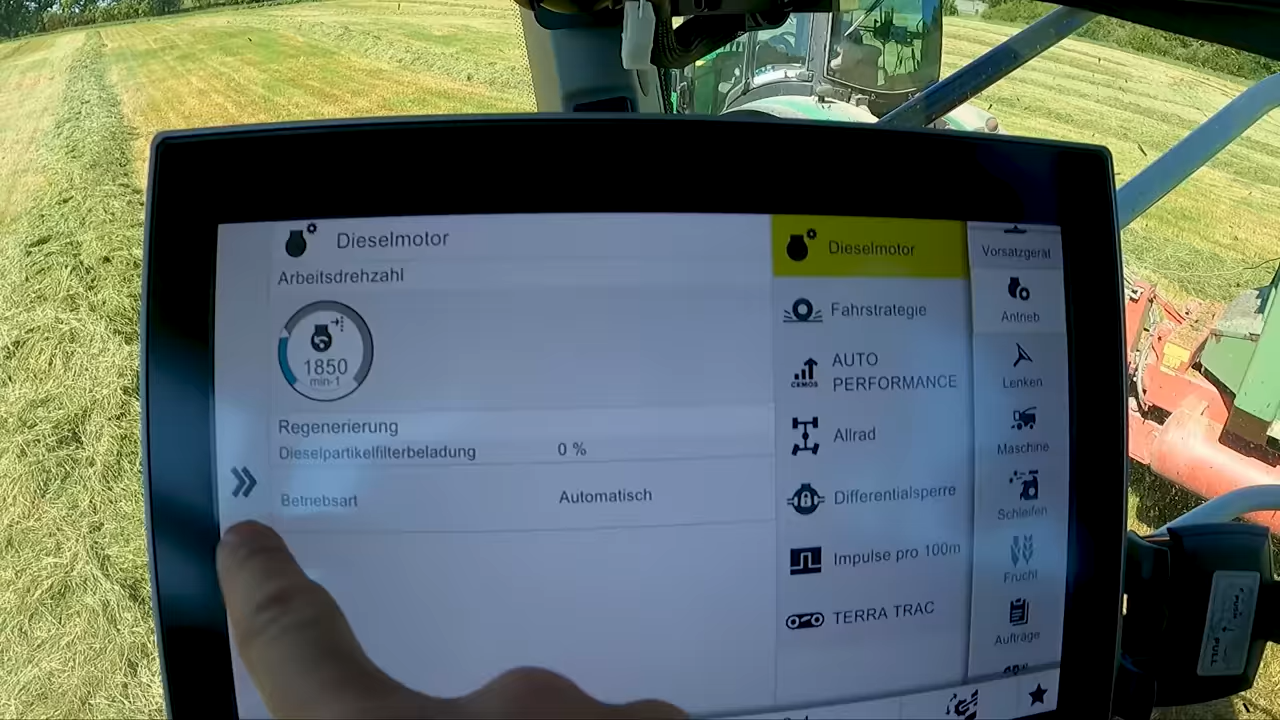 Dieselmotor
Arbeitsdrehzahl
1850
min-1
Regenerierung
Dieselpartikelfilterbeladung 0 %
Betriebsart Automatisch
Dieselmotor
Fahrstrategie
CEMOS
AUTO
PERFORMANCE
Allrad
Differentialsperre
Impulse pro 100m
TERRA TRAC
Vorsatzgerät
Antrieb
Lenken
Maschine
Schleifen
Frucht
Aufträge
PULL